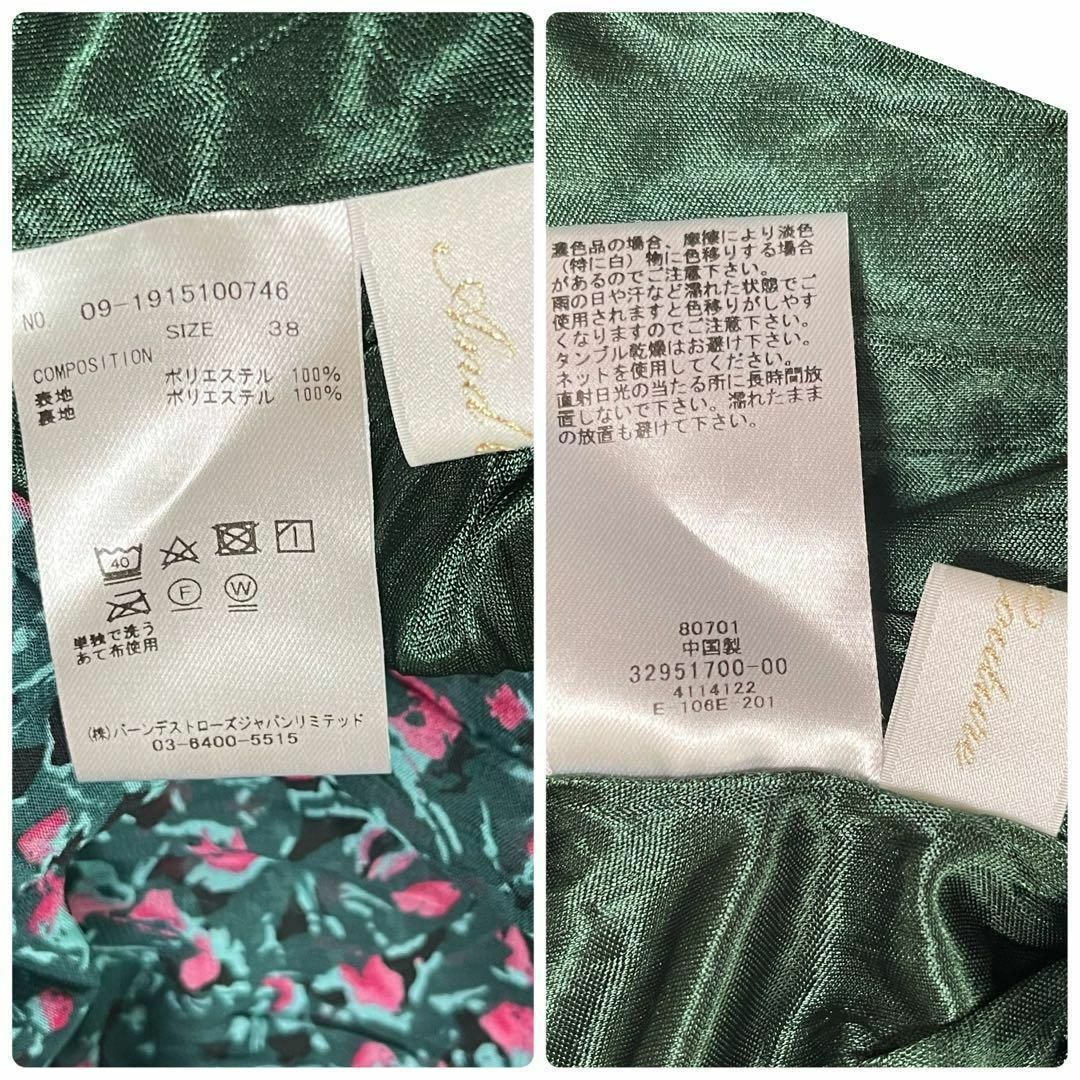 NO. 09-1915100746
SIZE 38
COMPOSITION
表地 ポリエステル 100%
裏地 ポリエステル 100%
40
F W
単独で洗う
あて布使用
(株)バーンデストローズジャパンリミテッド
03-6400-5515
濃色品の場合、摩擦により淡色
(特に白)物に色移りする場合
があるのでご注意下さい。
雨の日や汗など濡れた状態でご
使用されますと色移りがしやす
くなりますのでご注意下さい。
タンブル乾燥はお避け下さい。
ネットを使用してください。
直射日光の当たる所に長時間放
置しないで下さい。濡れたまま
の放置も避けて下さい。
80701
中国製
32951700-00
4114122
E-106E-201
Couture